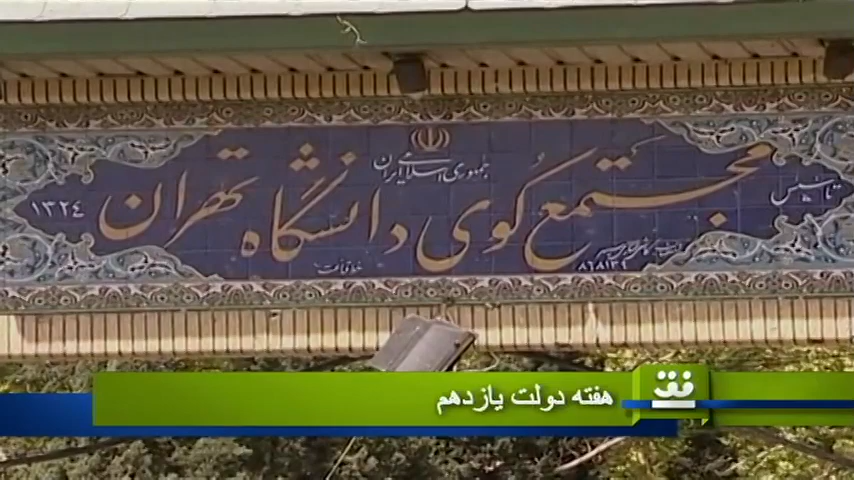 جمهوری اسلامی ایران
مجتمع کوی دانشگاه تهران
تاسیس
۱۳۲۴
هفته دولت یازدهم